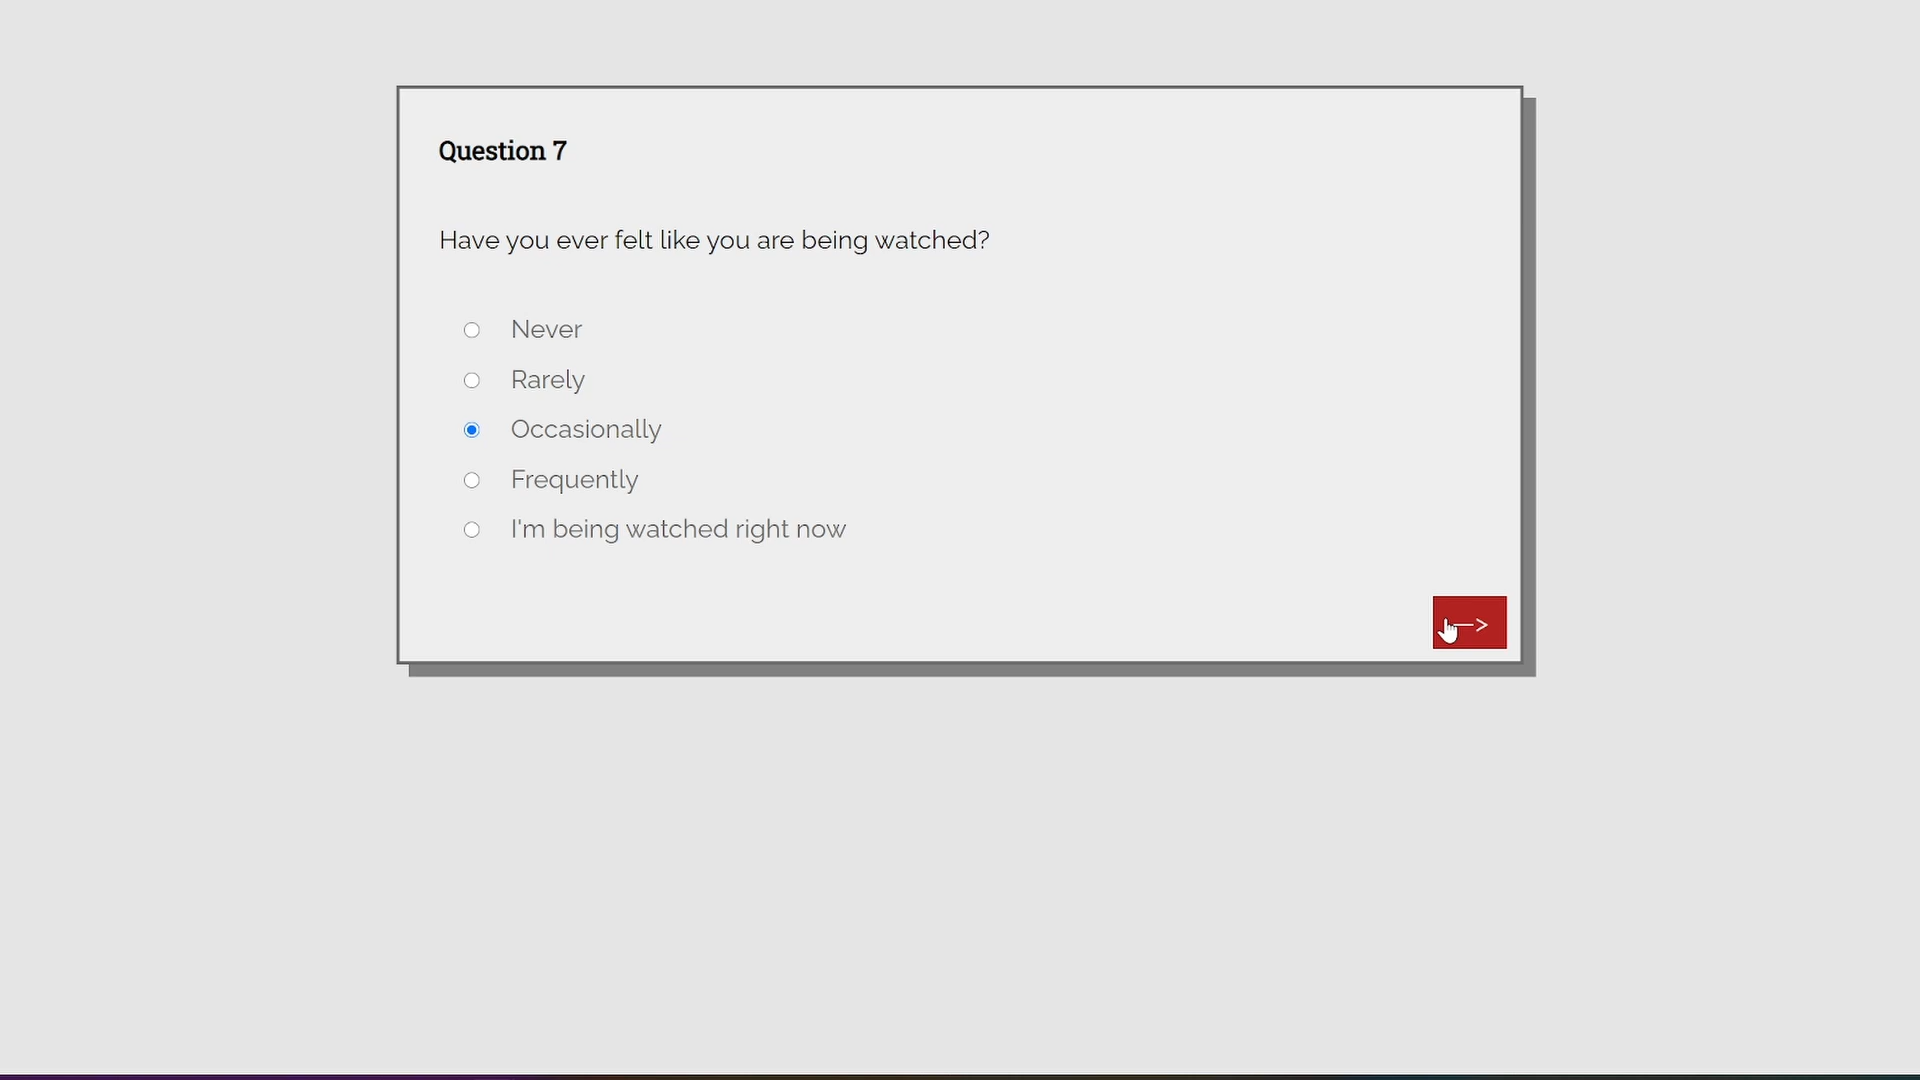 Question 7
Have you ever felt like you are being watched?
Never
Rarely
Occasionally
Frequently
I'm being watched right now
-->